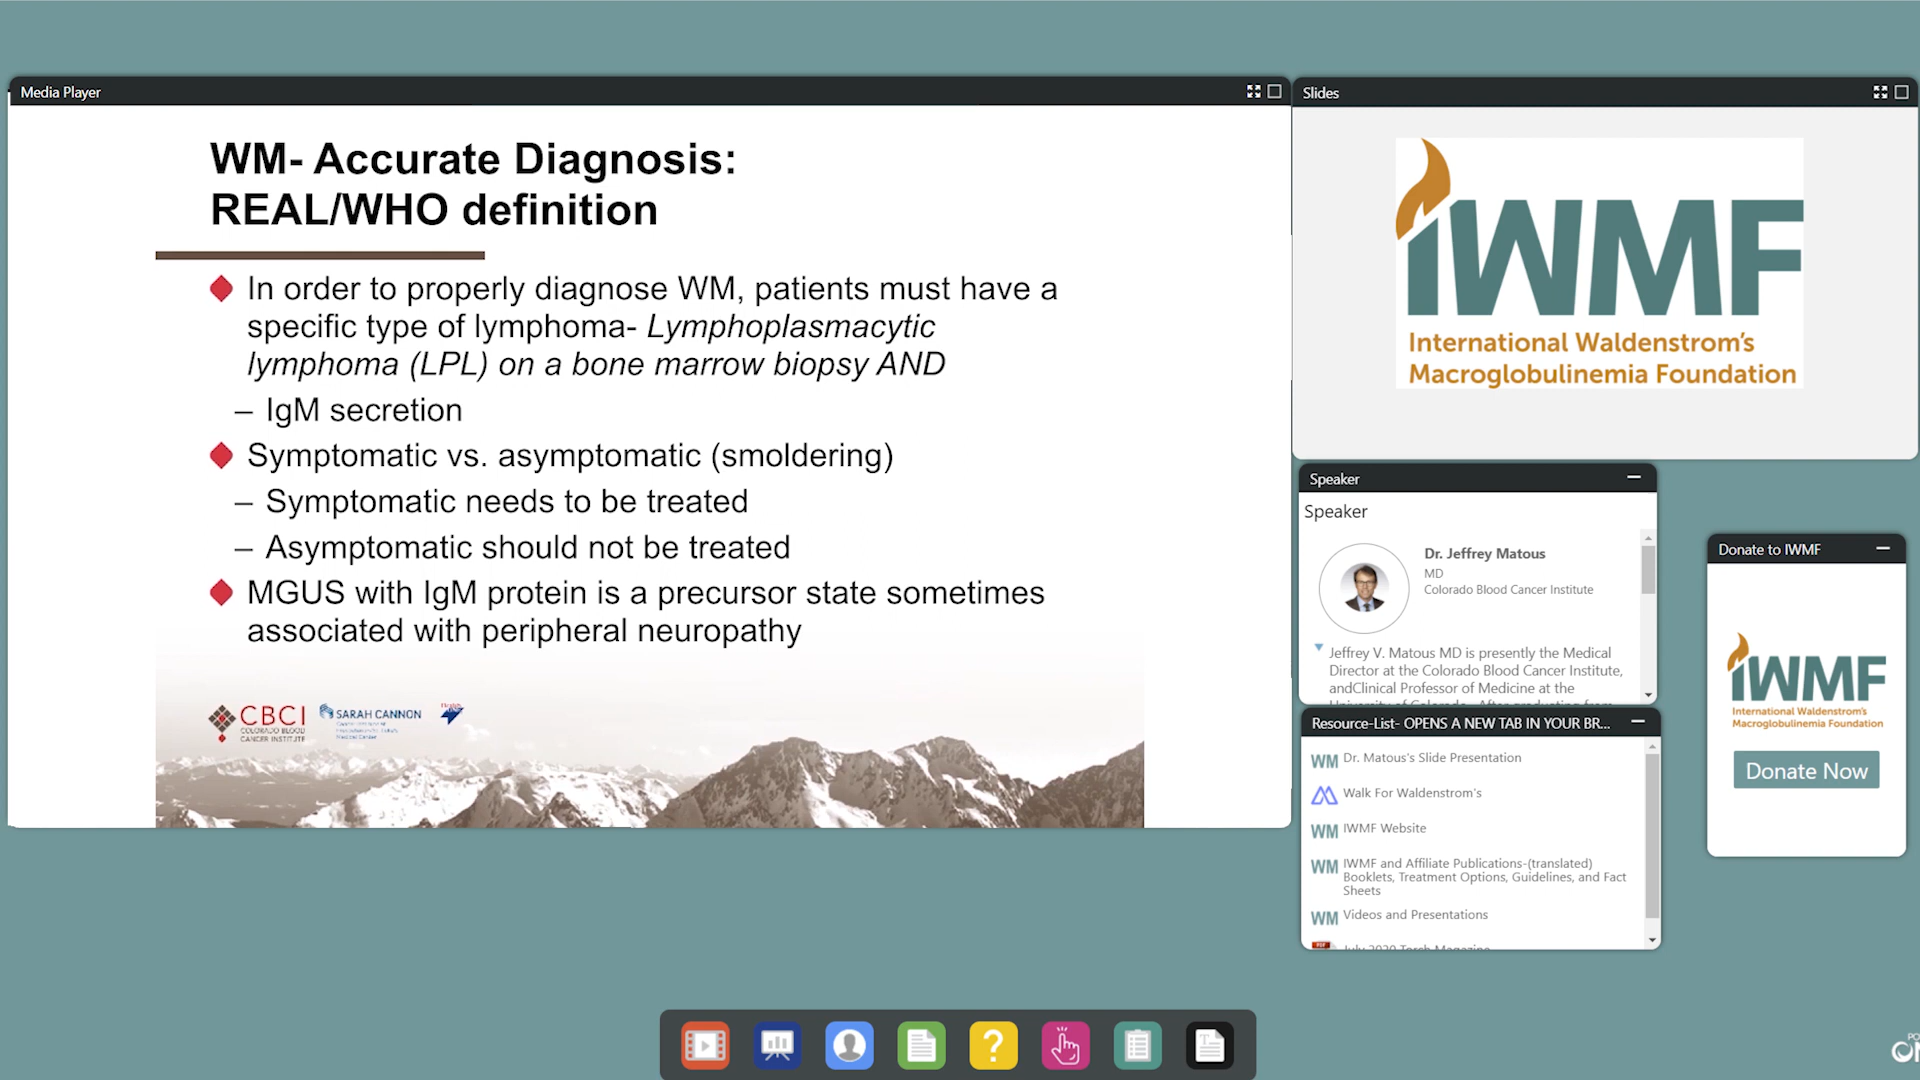 Media Player
WM- Accurate Diagnosis:
REAL/WHO definition
In order to properly diagnose WM, patients must have a
specific type of lymphoma- Lymphoplasmacytic
lymphoma (LPL) on a bone marrow biopsy AND
– IgM secretion
Symptomatic vs. asymptomatic (smoldering)
– Symptomatic needs to be treated
– Asymptomatic should not be treated
MGUS with IgM protein is a precursor state sometimes
associated with peripheral neuropathy
CBCI
COLORADO BLOOD
CANCER INSTITUTE
SARAH CANNON
Slides
IWMF
International Waldenstrom's
Macroglobulinemia Foundation
Speaker
Speaker
Dr. Jeffrey Matous
MD
Colorado Blood Cancer Institute
Jeffrey V. Matous MD is presently the Medical
Director at the Colorado Blood Cancer Institute,
andClinical Professor of Medicine at the
University of Colorado. After graduating from
Resource-List- OPENS A NEW TAB IN YOUR BR...
WM Dr. Matous's Slide Presentation
Walk For Waldenstrom's
WM IWMF Website
WM IWMF and Affiliate Publications-(translated)
Booklets, Treatment Options, Guidelines, and Fact
Sheets
WM Videos and Presentations
July 2020 Torch Magazine
Donate to IWMF
IWMF
International Waldenstrom's
Macroglobulinemia Foundation
Donate Now
?